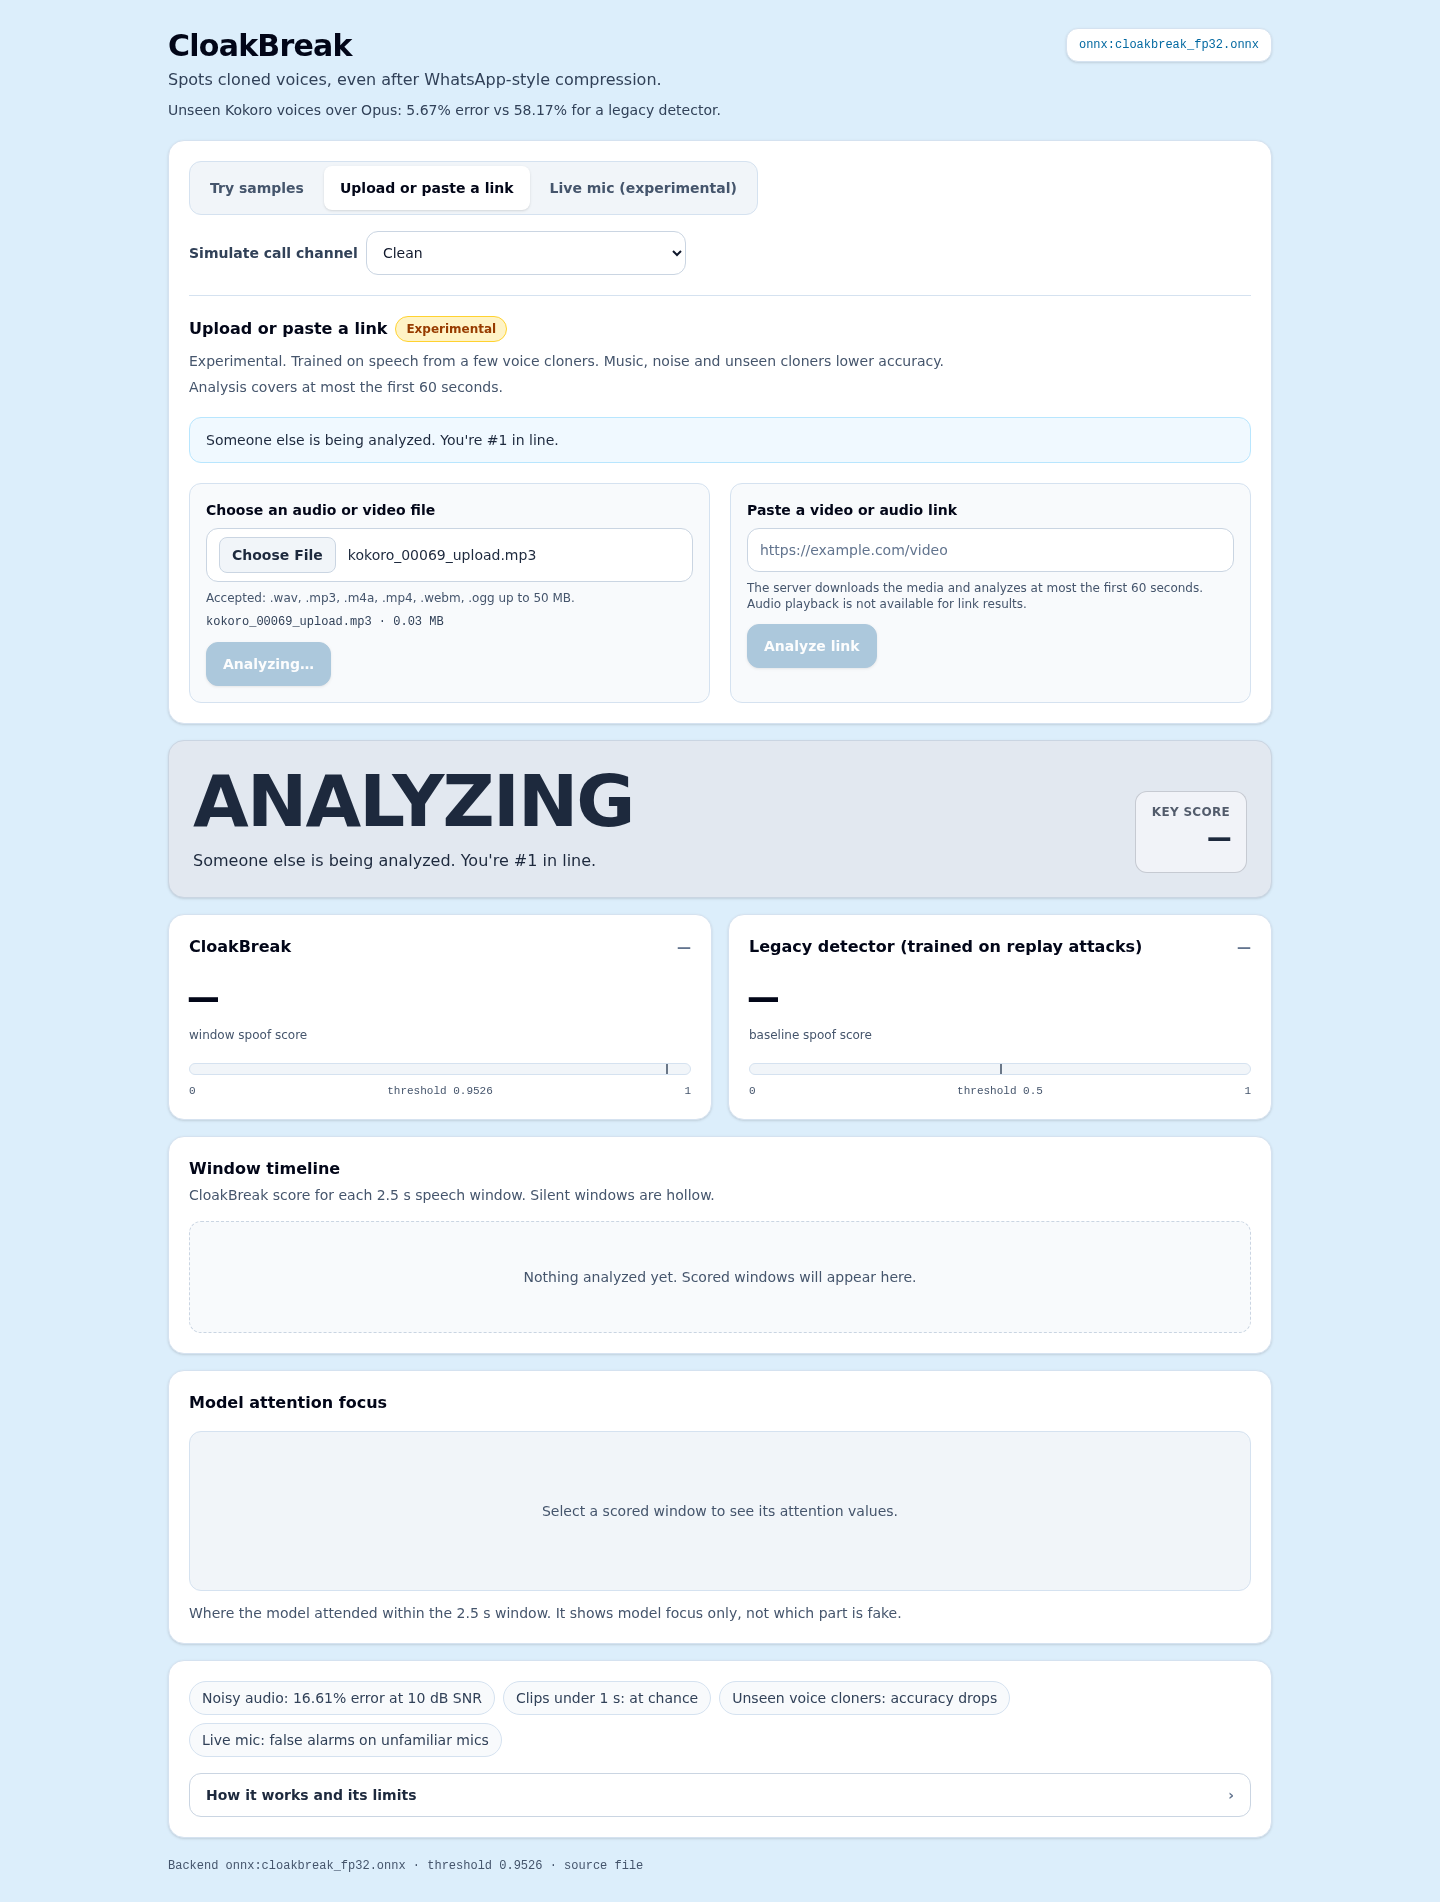 CloakBreak
onnx:cloakbreak_fp32.onnx
Spots cloned voices, even after WhatsApp-style compression.
Unseen Kokoro voices over Opus: 5.67% error vs 58.17% for a legacy detector.
Try samples
Upload or paste a link
Live mic (experimental)
Simulate call channel
Clean
Upload or paste a link
Experimental
Experimental. Trained on speech from a few voice cloners. Music, noise and unseen cloners lower accuracy.
Analysis covers at most the first 60 seconds.
Someone else is being analyzed. You're #1 in line.
Choose an audio or video file
Choose File
kokoro_00069_upload.mp3
Accepted: .wav, .mp3, .m4a, .mp4, .webm, .ogg up to 50 MB.
kokoro_00069_upload.mp3 · 0.03 MB
Analyzing…
Paste a video or audio link
https://example.com/video
The server downloads the media and analyzes at most the first 60 seconds.
Audio playback is not available for link results.
Analyze link
ANALYZING
Someone else is being analyzed. You're #1 in line.
KEY SCORE
—
CloakBreak
—
—
window spoof score
0
threshold 0.9526
1
Legacy detector (trained on replay attacks)
—
—
baseline spoof score
0
threshold 0.5
1
Window timeline
CloakBreak score for each 2.5 s speech window. Silent windows are hollow.
Nothing analyzed yet. Scored windows will appear here.
Model attention focus
Select a scored window to see its attention values.
Where the model attended within the 2.5 s window. It shows model focus only, not which part is fake.
Noisy audio: 16.61% error at 10 dB SNR
Clips under 1 s: at chance
Unseen voice cloners: accuracy drops
Live mic: false alarms on unfamiliar mics
How it works and its limits
›
Backend onnx:cloakbreak_fp32.onnx · threshold 0.9526 · source file